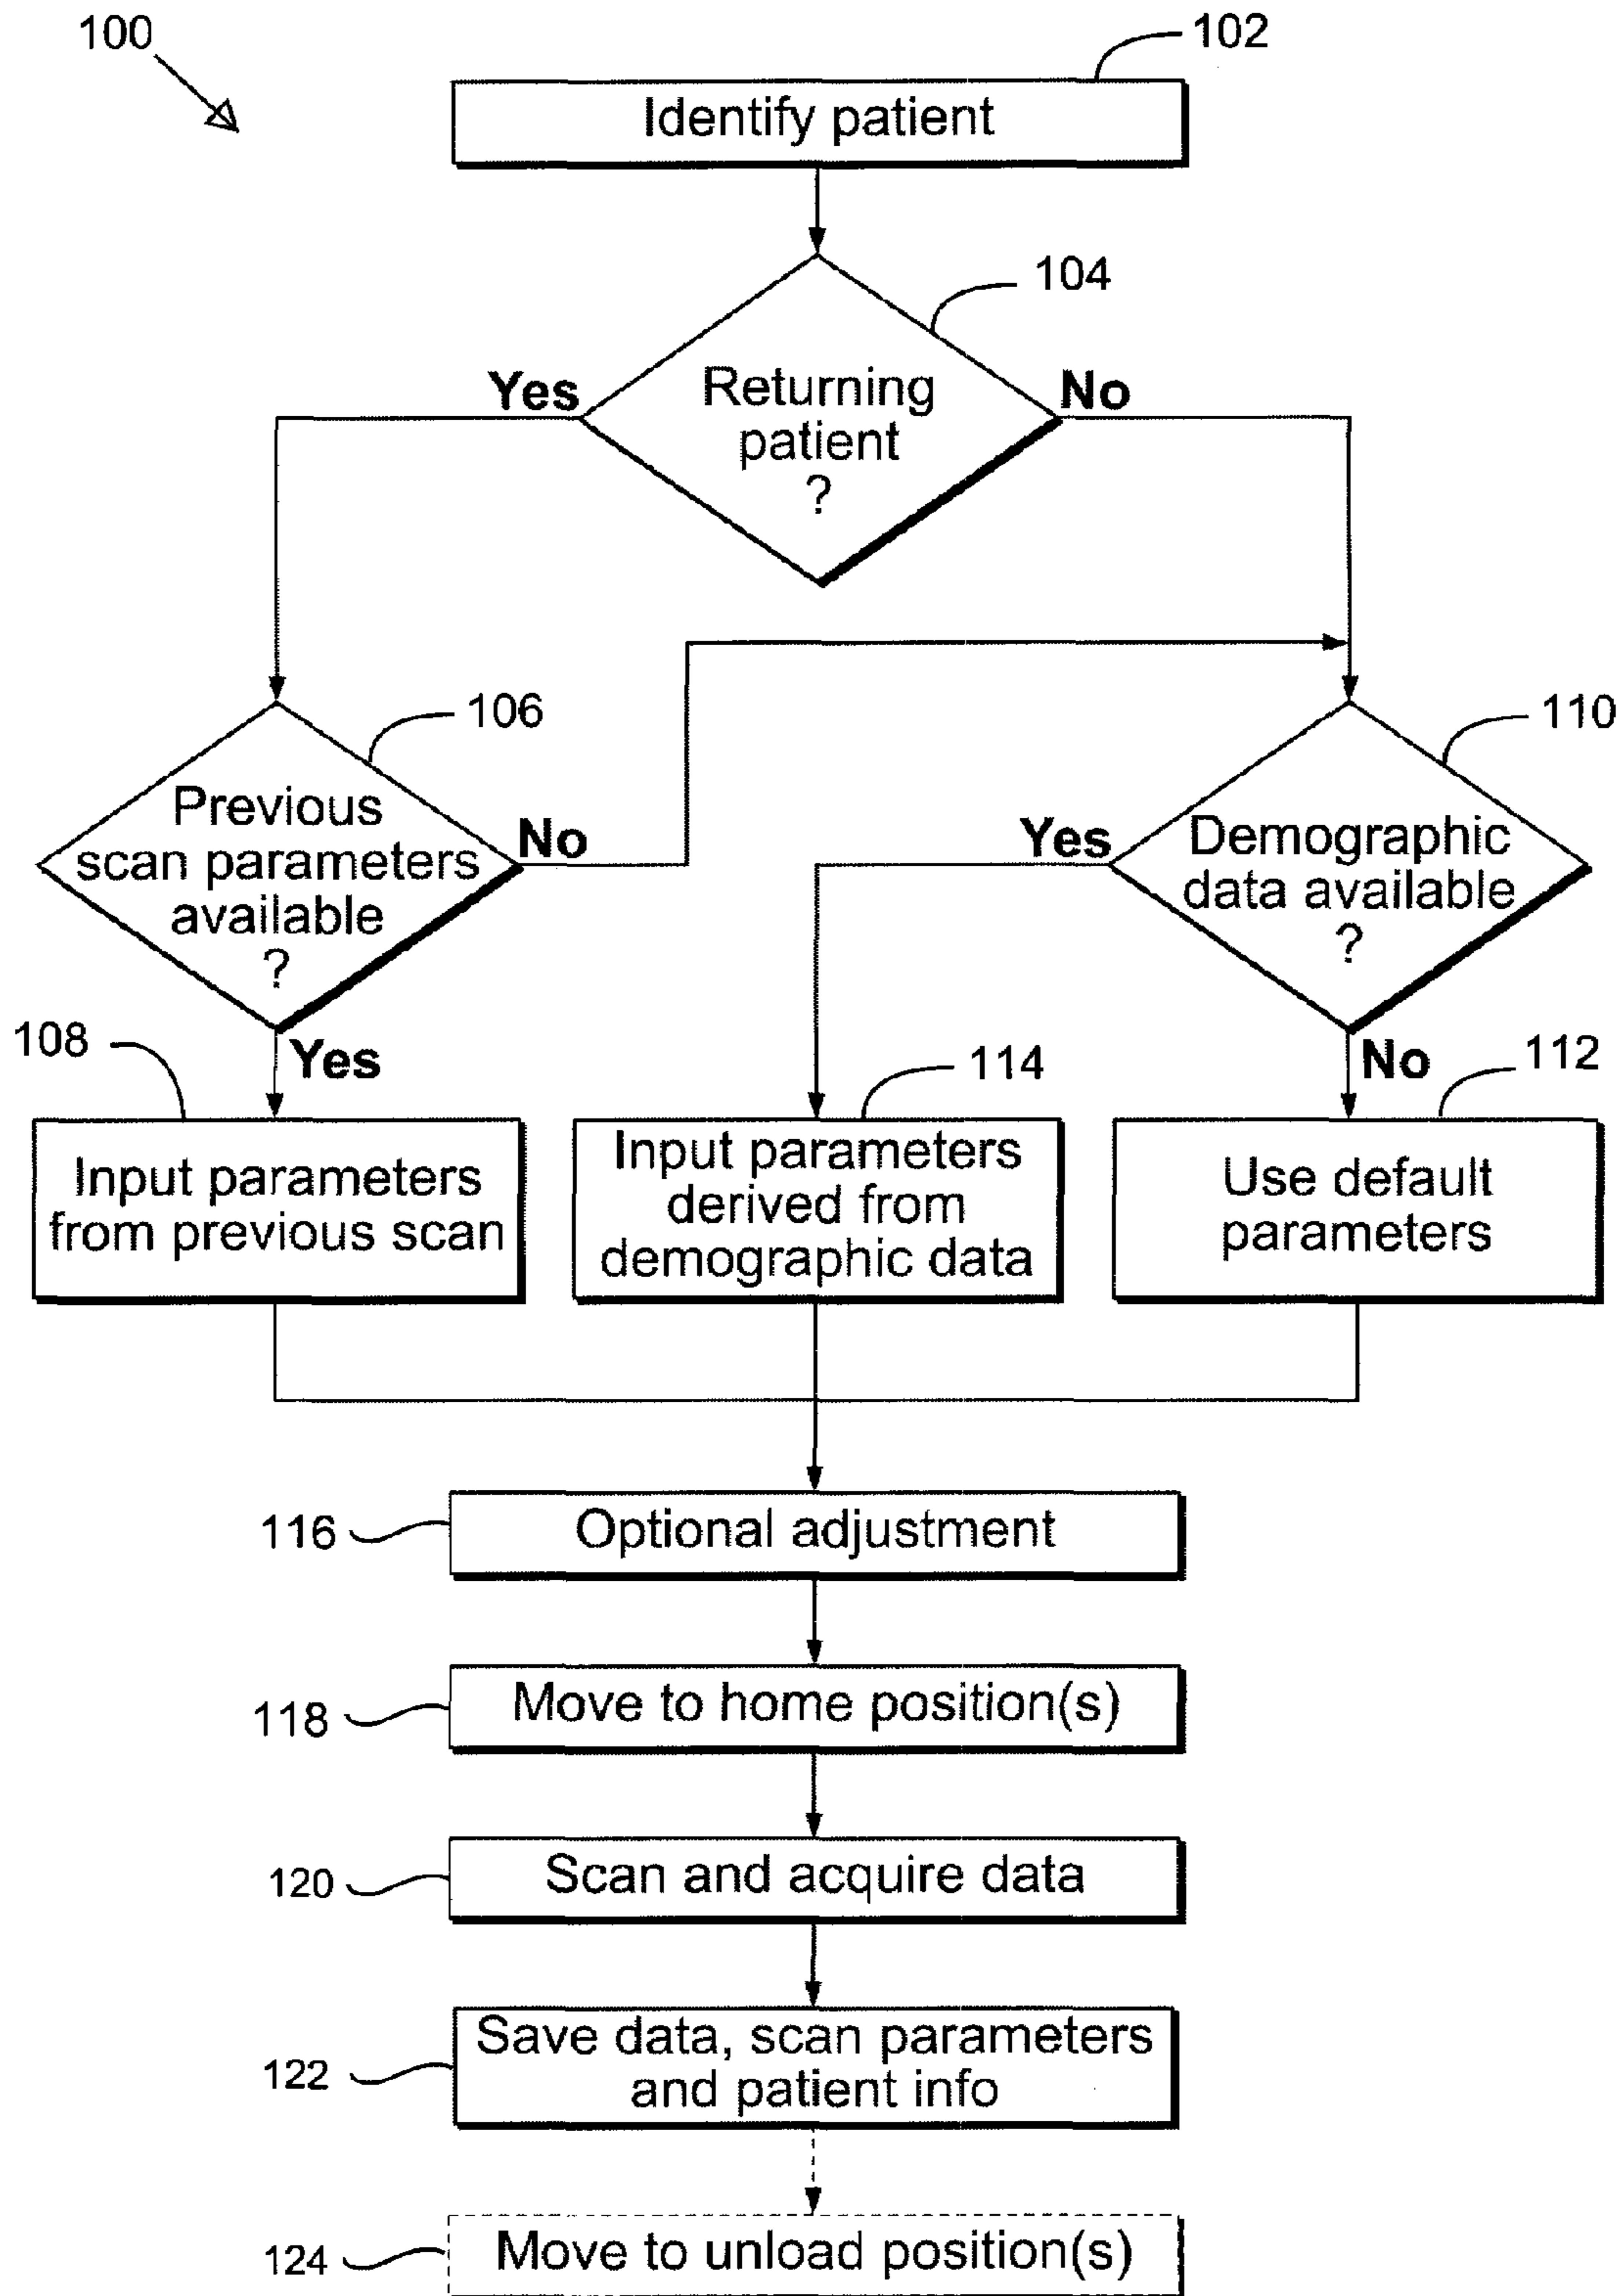 100
102
Identify patient
104
Yes
Returning
patient
?
No
106
110
Previous
scan parameters
available
?
No
Yes
Demographic
data available
?
108
Yes
114
No
112
Input parameters
from previous scan
Input parameters
derived from
demographic data
Use default
parameters
116
Optional adjustment
118
Move to home position(s)
120
Scan and acquire data
122
Save data, scan parameters
and patient info
124
Move to unload position(s)